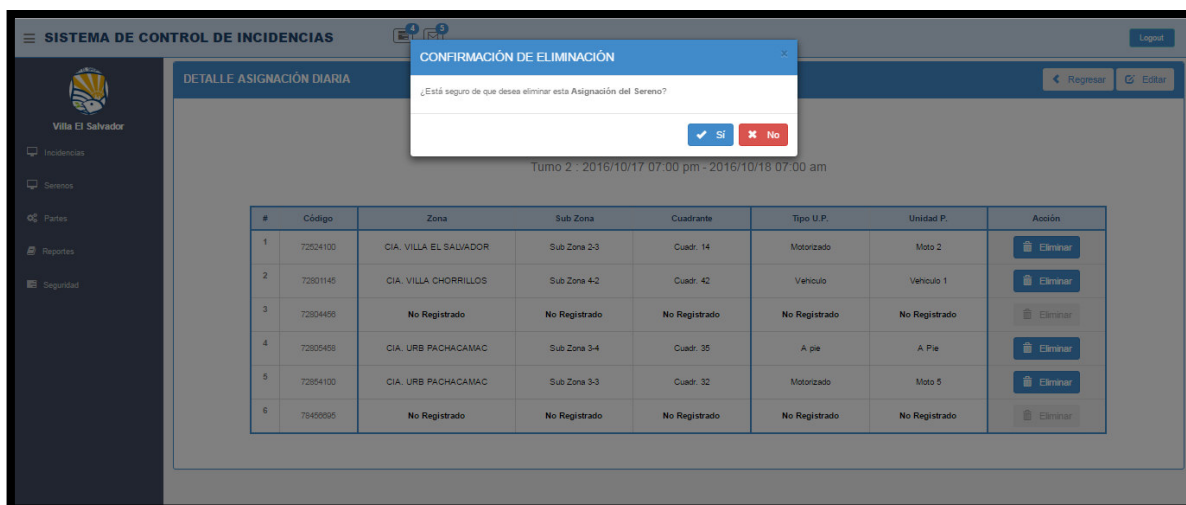 SISTEMA DE CONTROL DE INCIDENCIAS
4
3
Logout
Villa El Salvador
Incidencias
Serenos
Partes
Reportes
Seguridad
DETALLE ASIGNACIÓN DIARIA
Regresar
Editar
CONFIRMACIÓN DE ELIMINACIÓN
x
¿Está seguro de que desea eliminar esta Asignación del Sereno?
Sí
No
Turno 2 : 2016/10/17 07:00 pm - 2016/10/18 07:00 am
# Código Zona Sub Zona Cuadrante Tipo U.P. Unidad P. Acción
1 72524100 CIA. VILLA EL SALVADOR Sub Zona 2-3 Cuadr. 14 Motorizado Moto 2 Eliminar
2 72801145 CIA. VILLA CHORRILLOS Sub Zona 4-2 Cuadr. 42 Vehiculo Vehiculo 1 Eliminar
3 72804456 No Registrado No Registrado No Registrado No Registrado No Registrado Eliminar
4 72805458 CIA. URB PACHACAMAC Sub Zona 3-4 Cuadr. 35 A pie A Pie Eliminar
5 72854100 CIA. URB PACHACAMAC Sub Zona 3-3 Cuadr. 32 Motorizado Moto 5 Eliminar
6 78456695 No Registrado No Registrado No Registrado No Registrado No Registrado Eliminar